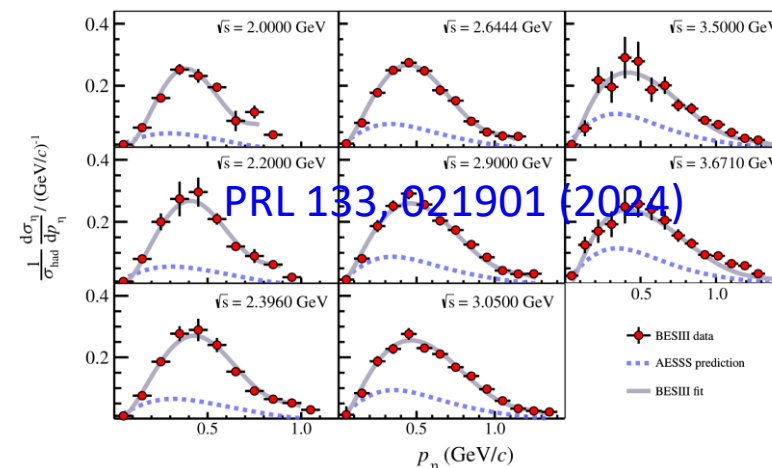 √s = 2.0000 GeV
√s = 2.6444 GeV
√s = 3.5000 GeV
0.4
0.2
√s = 2.2000 GeV
√s = 2.9000 GeV
√s = 3.6710 GeV
0.4
0.2
PRL 133, 021901 (2024)
1/σhad dση/dpη / (GeV/c)-1
√s = 2.3960 GeV
√s = 3.0500 GeV
0.4
0.2
0.5 1.0
0.5 1.0
0.5 1.0
BESIII data
AESSS prediction
BESIII fit
pη (GeV/c)